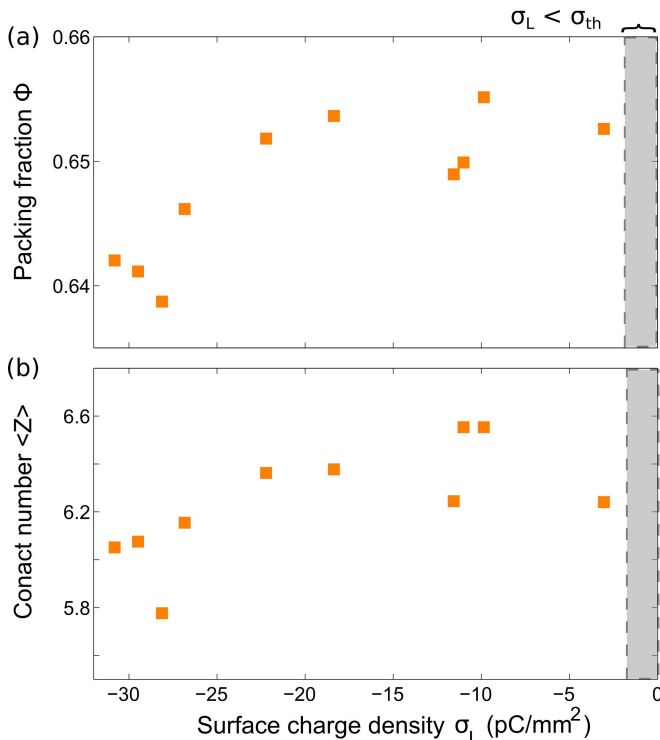 σL < σth
(a)
0.66
0.65
0.64
Packing fraction Φ
(b)
6.6
6.2
5.8
Conact number <Z>
−30 −25 −20 −15 −10 −5 0
Surface charge density σL (pC/mm²)